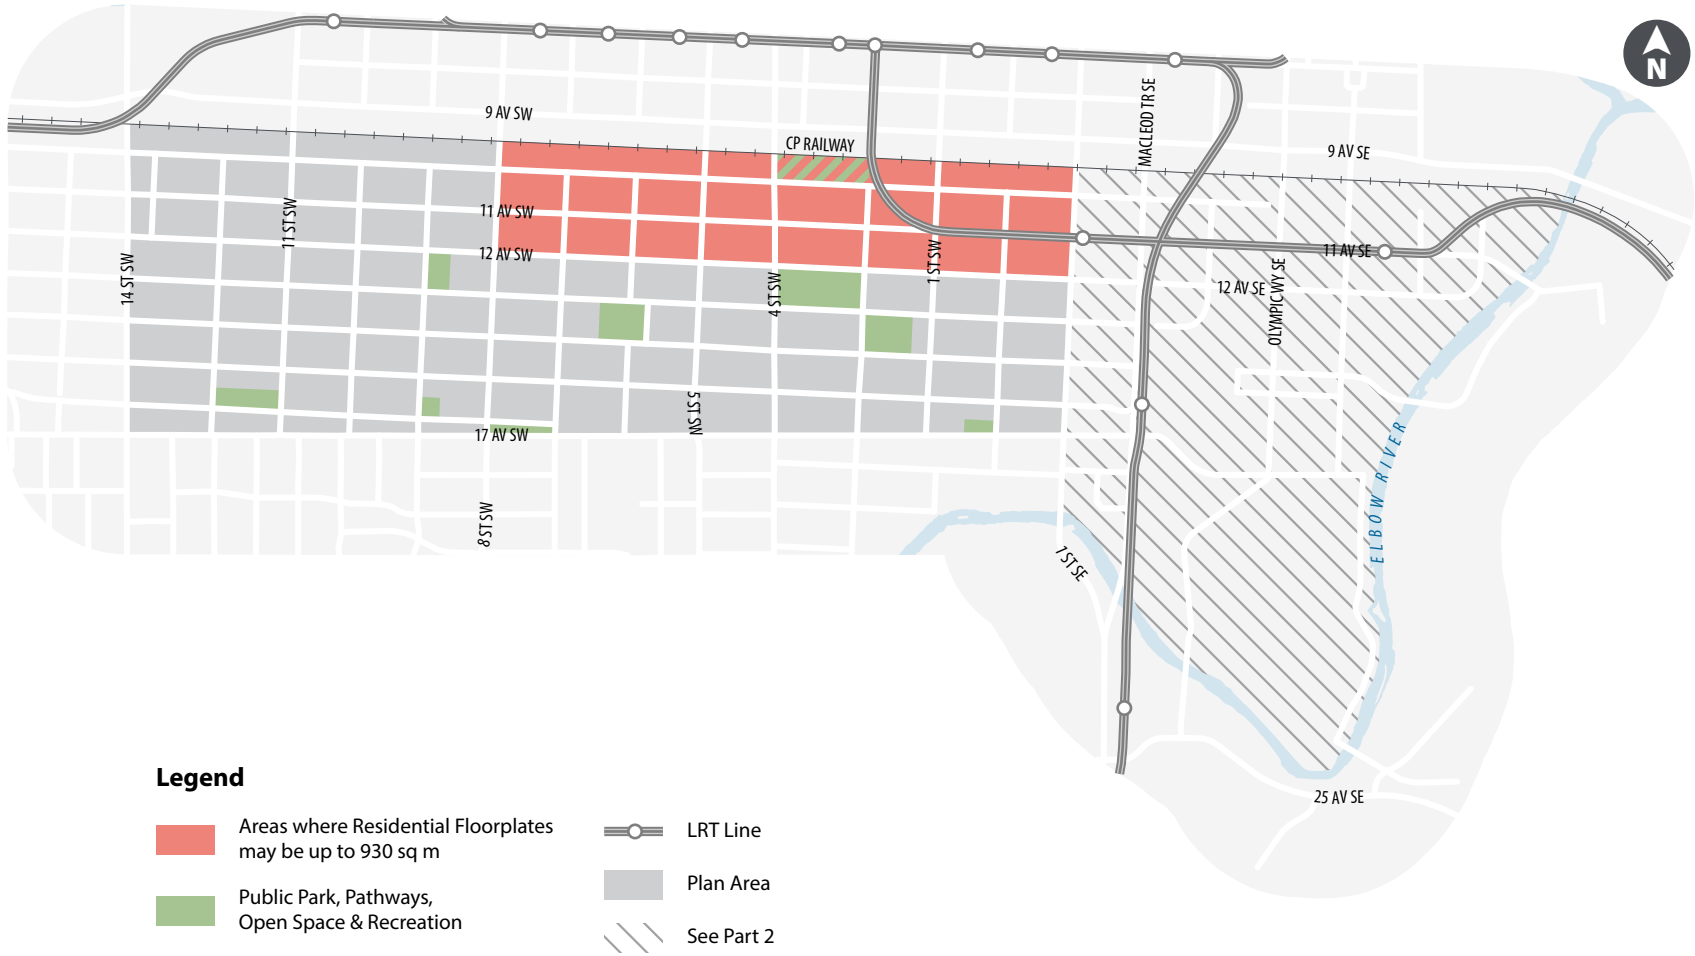 N
9 AV SW
CP RAILWAY
MACLEOD TR SE
9 AV SE
11 ST SW
11 AV SW
12 AV SW
14 ST SW
4 ST SW
1 ST SW
11 AV SE
12 AV SE
OLYMPIC WY SE
5 ST SW
17 AV SW
8 ST SW
1 ST SE
ELBOW RIVER
25 AV SE
Legend
Areas where Residential Floorplates
may be up to 930 sq m
Public Park, Pathways,
Open Space & Recreation
LRT Line
Plan Area
See Part 2